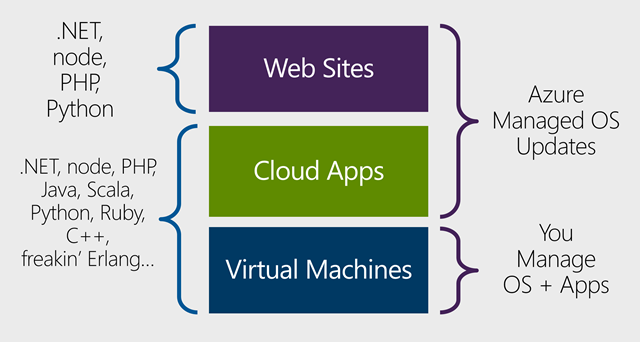 .NET,
node,
PHP,
Python
Web Sites
Azure
Managed OS
Updates
.NET, node, PHP,
Java, Scala,
Python, Ruby,
C++,
freakin’ Erlang...
Cloud Apps
Virtual Machines
You
Manage
OS + Apps